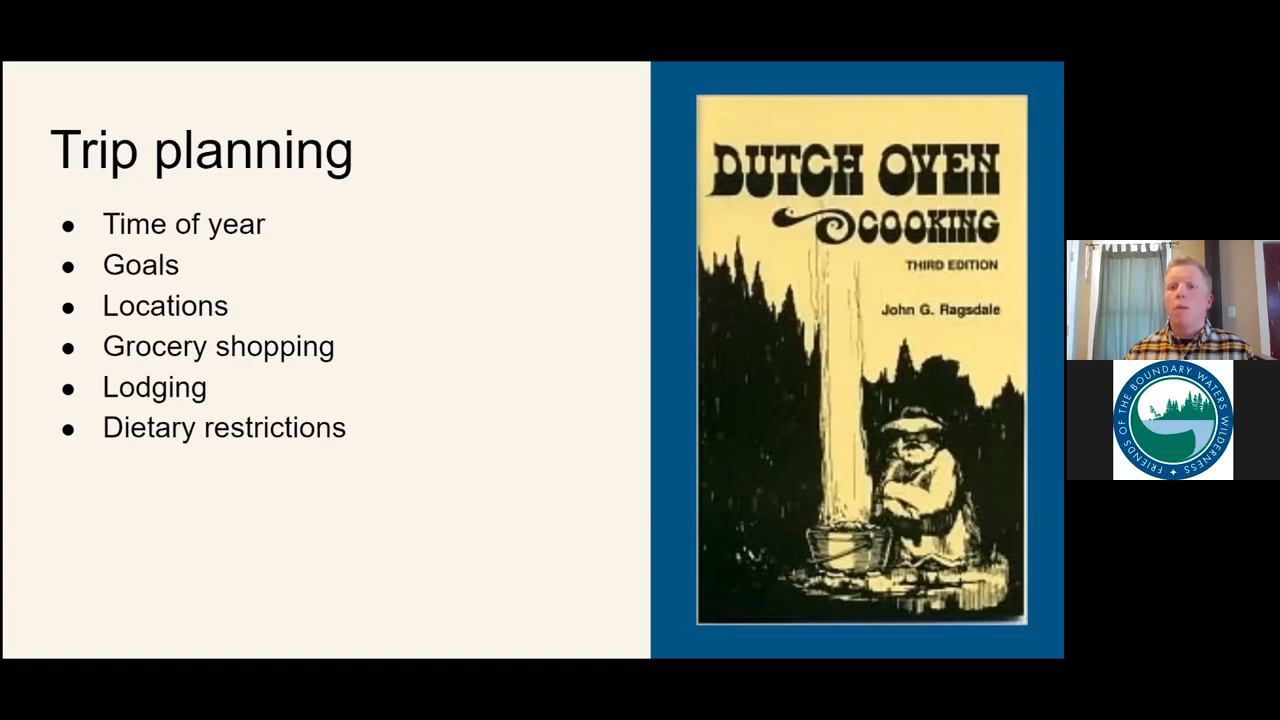 Trip planning
● Time of year
● Goals
● Locations
● Grocery shopping
● Lodging
● Dietary restrictions
DUTCH OVEN
COOKING
THIRD EDITION
John G. Ragsdale
FRIENDS OF THE BOUNDARY WATERS WILDERNESS